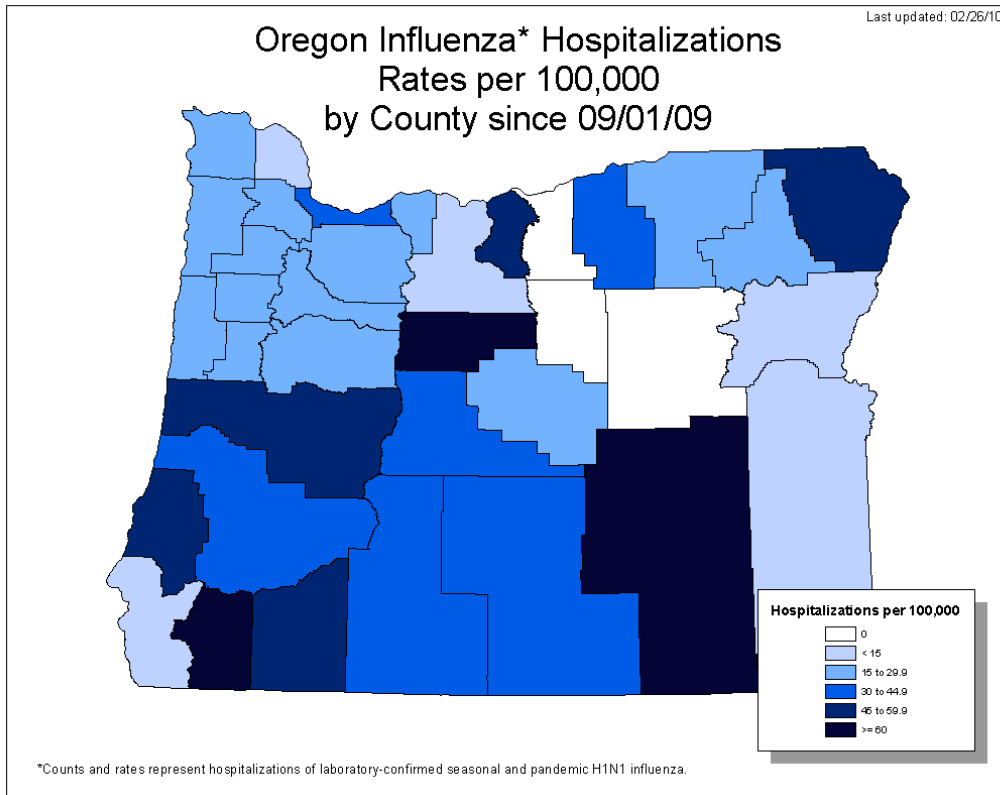 Last updated: 02/26/10
Oregon Influenza* Hospitalizations
Rates per 100,000
by County since 09/01/09
Hospitalizations per 100,000
0
< 15
15 to 29.9
30 to 44.9
45 to 59.9
>= 60
*Counts and rates represent hospitalizations of laboratory-confirmed seasonal and pandemic H1N1 influenza.